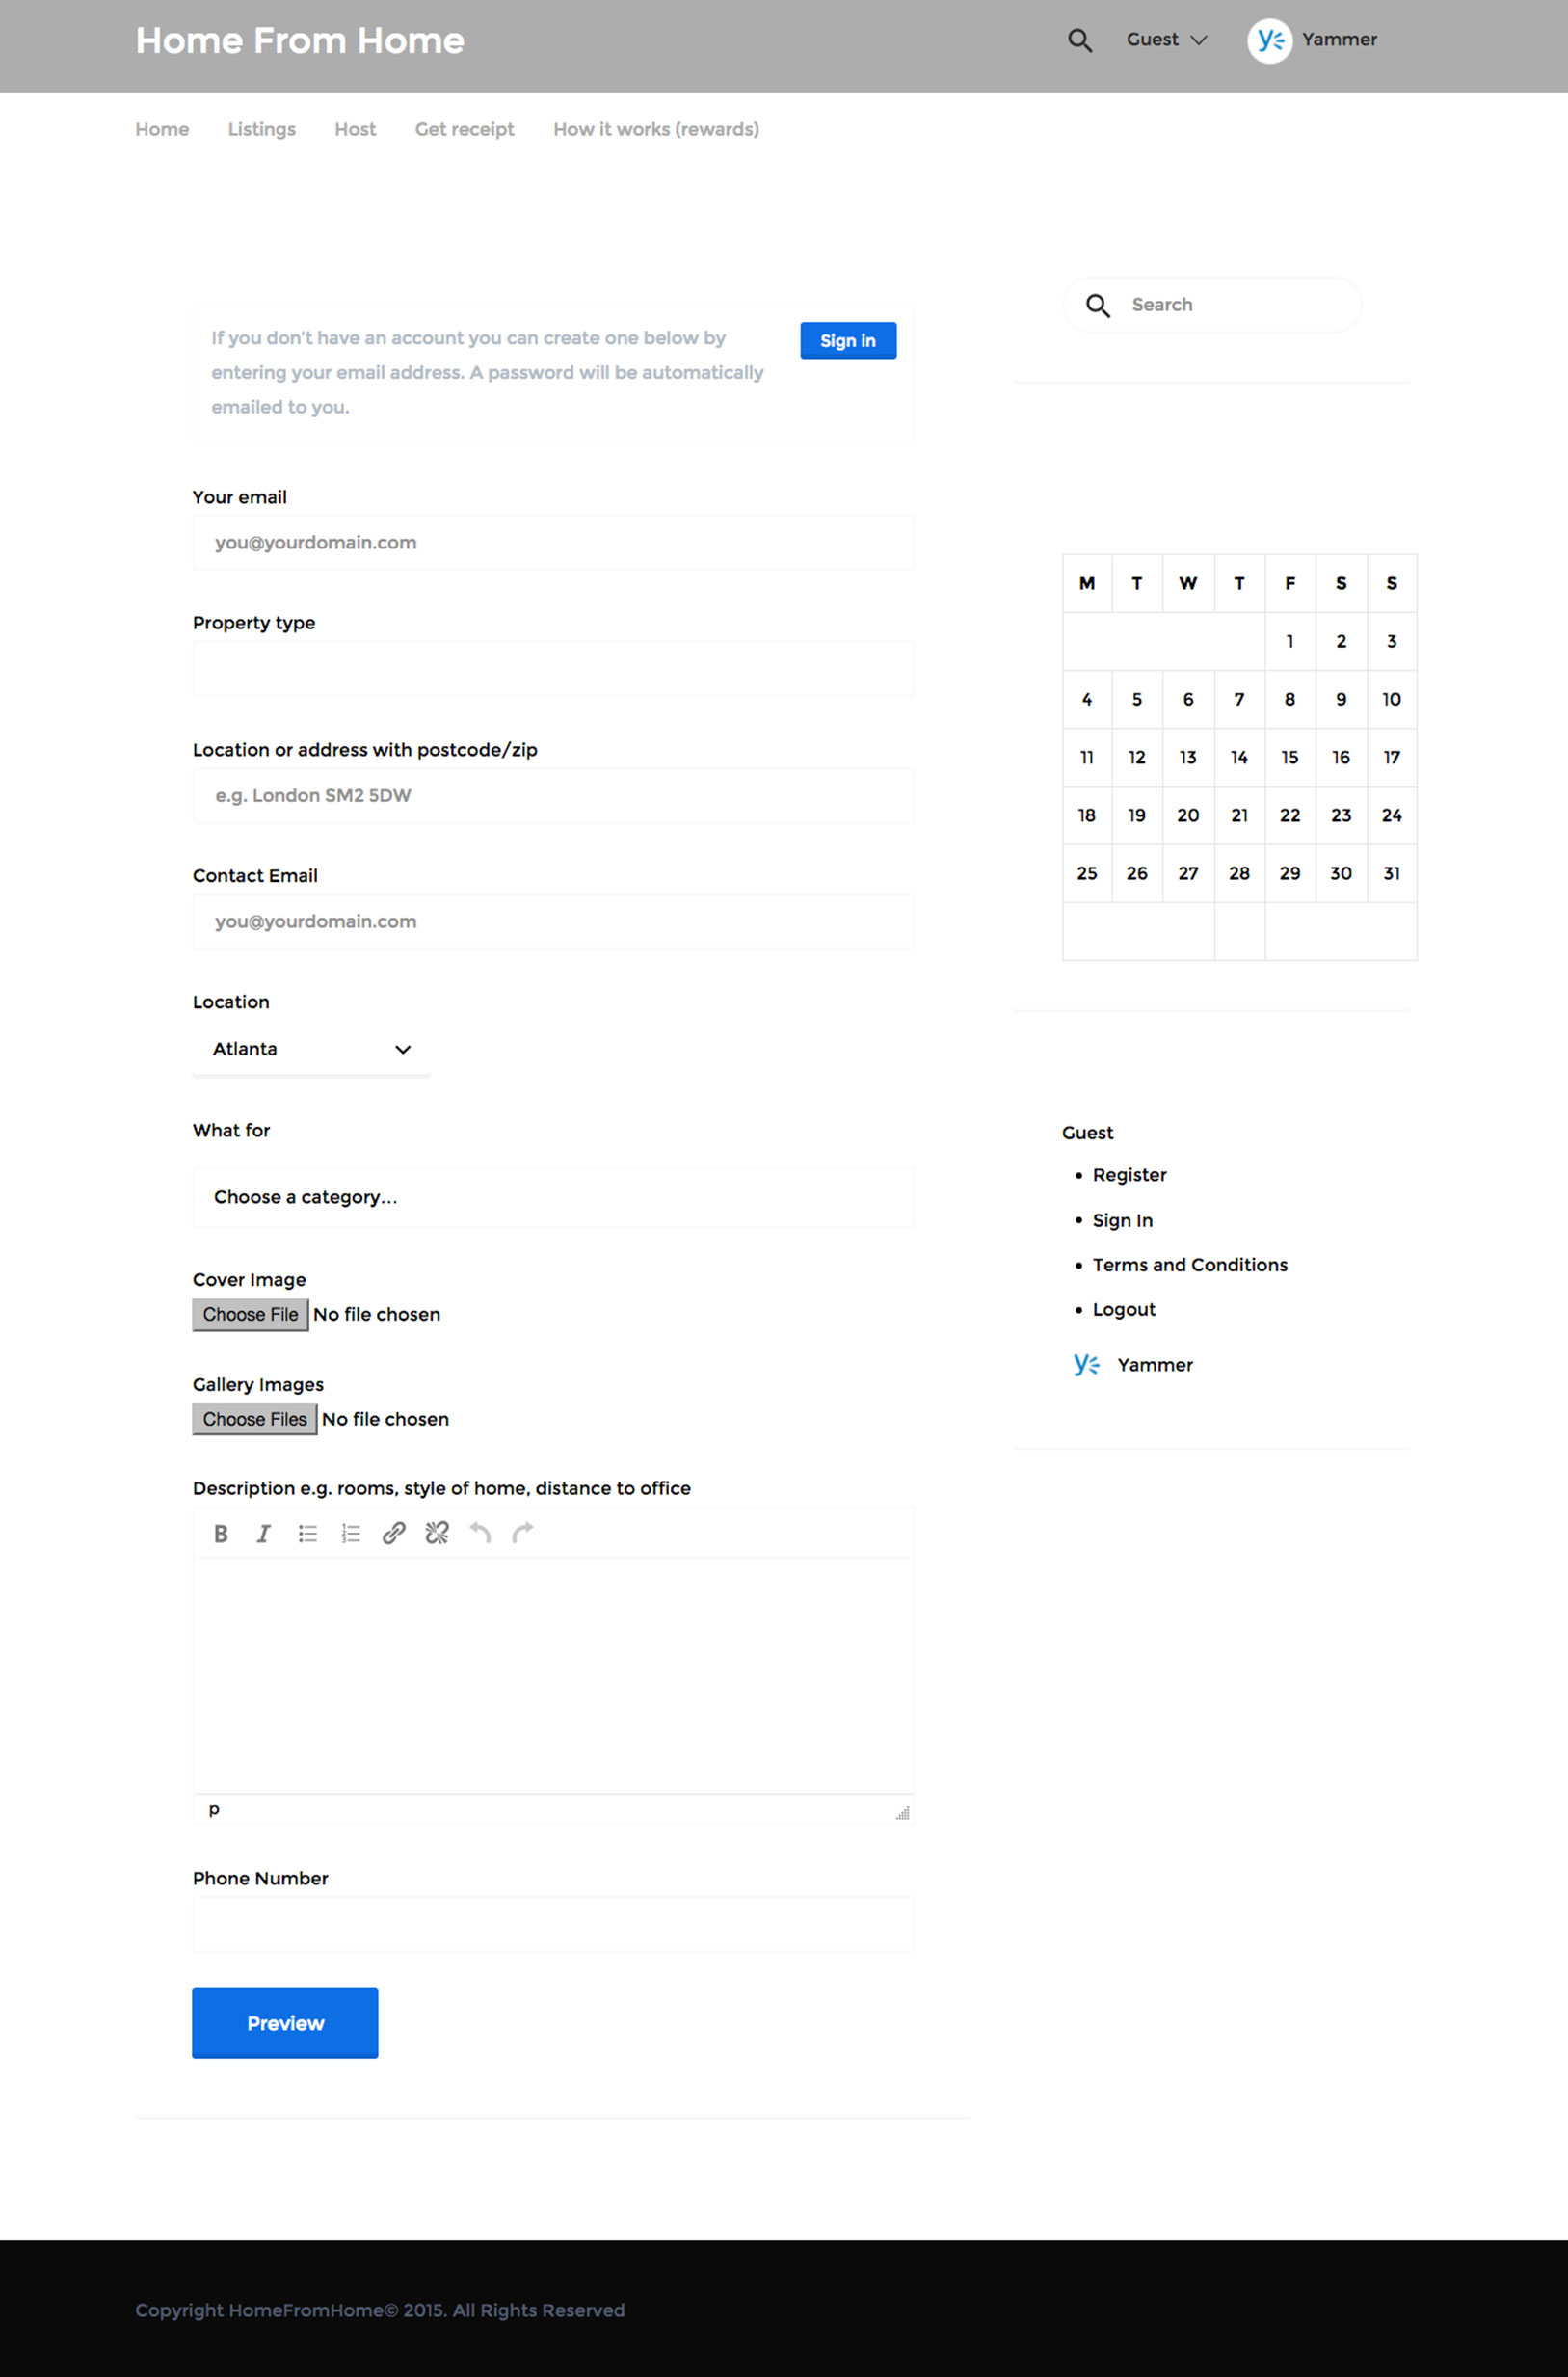 Home From Home
Guest
Yammer
Home Listings Host Get receipt How it works (rewards)
If you don't have an account you can create one below by
entering your email address. A password will be automatically
emailed to you.
Sign in
Your email
you@yourdomain.com
Property type
Location or address with postcode/zip
e.g. London SM2 5DW
Contact Email
you@yourdomain.com
Location
Atlanta
What for
Choose a category...
Cover Image
Choose File No file chosen
Gallery Images
Choose Files No file chosen
Description e.g. rooms, style of home, distance to office
B I
p
Phone Number
Preview
Search
M T W T F S S
1 2 3
4 5 6 7 8 9 10
11 12 13 14 15 16 17
18 19 20 21 22 23 24
25 26 27 28 29 30 31
Guest
• Register
• Sign In
• Terms and Conditions
• Logout
Yammer
Copyright HomeFromHome© 2015. All Rights Reserved